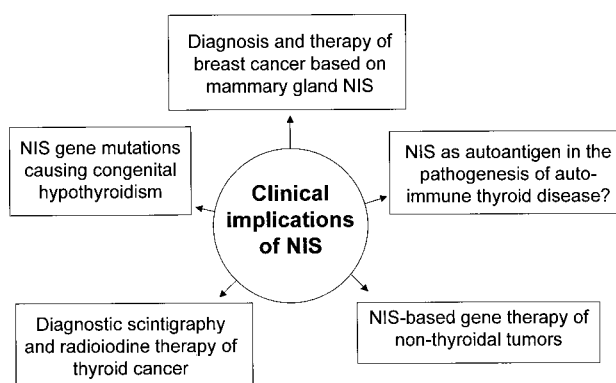 Diagnosis and therapy of
breast cancer based on
mammary gland NIS
NIS gene mutations
causing congenital
hypothyroidism
NIS as autoantigen in the
pathogenesis of auto-
immune thyroid disease?
Clinical
implications
of NIS
Diagnostic scintigraphy
and radioiodine therapy of
thyroid cancer
NIS-based gene therapy of
non-thyroidal tumors